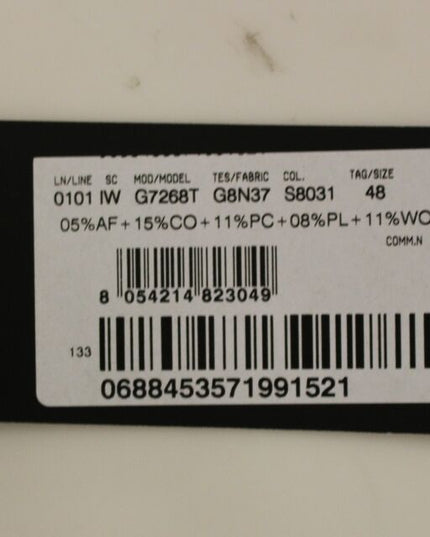 LN/LINE SC MOD/MODEL TES/FABRIC COL. TAG/SIZE
0101 IW G7268T G8N37 S8031 48
05%AF+15%CO+11%PC+08%PL+11%WO
COMM.N
8 054214 823049
133
0688453571991521